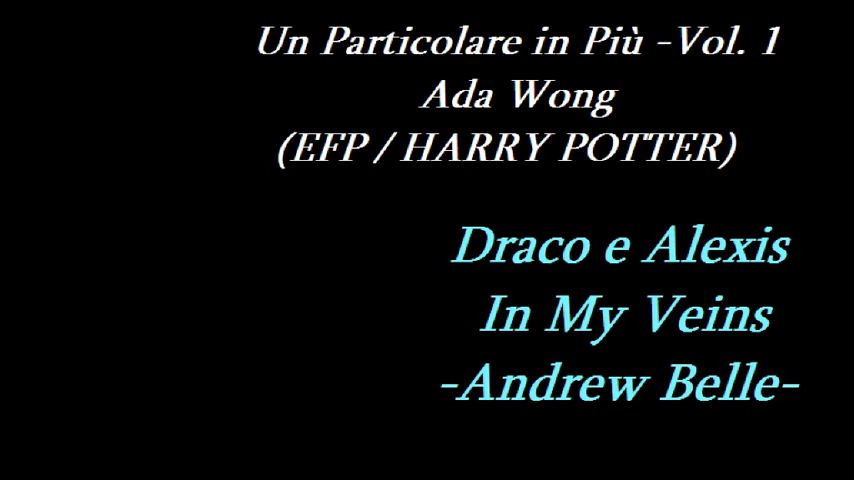 Un Particolare in Più -Vol. 1
Ada Wong
(EFP / HARRY POTTER)
Draco e Alexis
In My Veins
-Andrew Belle-